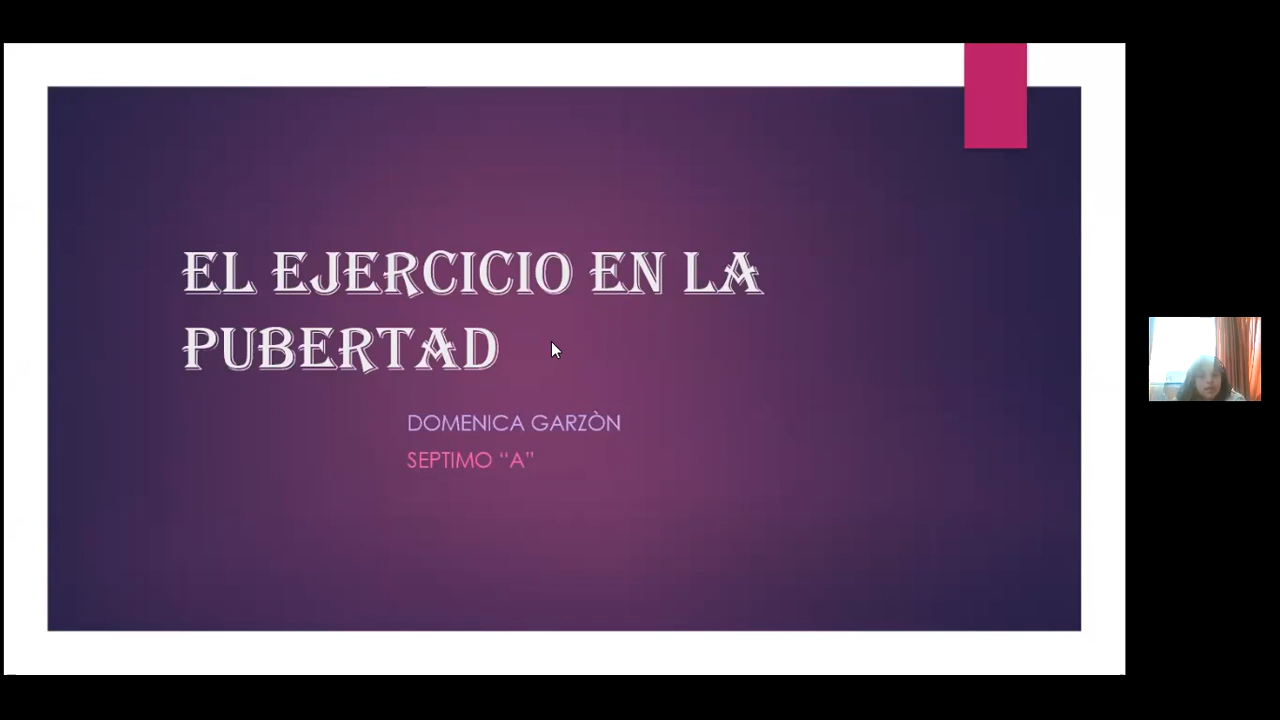 EL EJERCICIO EN LA
PUBERTAD
DOMENICA GARZÒN
SEPTIMO “A”